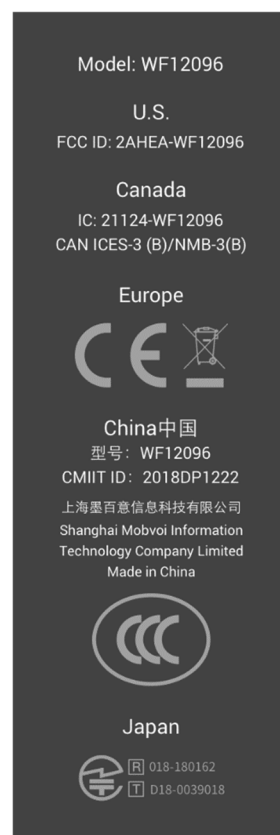 Model: WF12096
U.S.
FCC ID: 2AHEA-WF12096
Canada
IC: 21124-WF12096
CAN ICES-3 (B)/NMB-3(B)
Europe
CE
China中国
型号：WF12096
CMIIT ID：2018DP1222
上海墨百意信息科技有限公司
Shanghai Mobvoi Information
Technology Company Limited
Made in China
CCC
Japan
R 018-180162
T D18-0039018